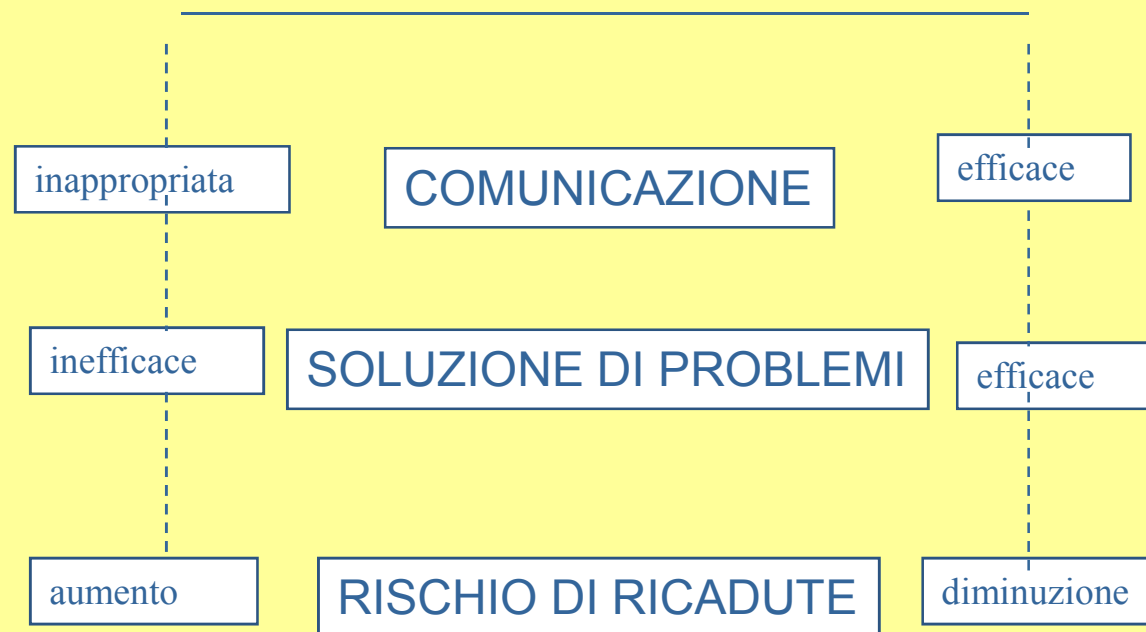 inappropriata
COMUNICAZIONE
efficace
inefficace
SOLUZIONE DI PROBLEMI
efficace
aumento
RISCHIO DI RICADUTE
diminuzione